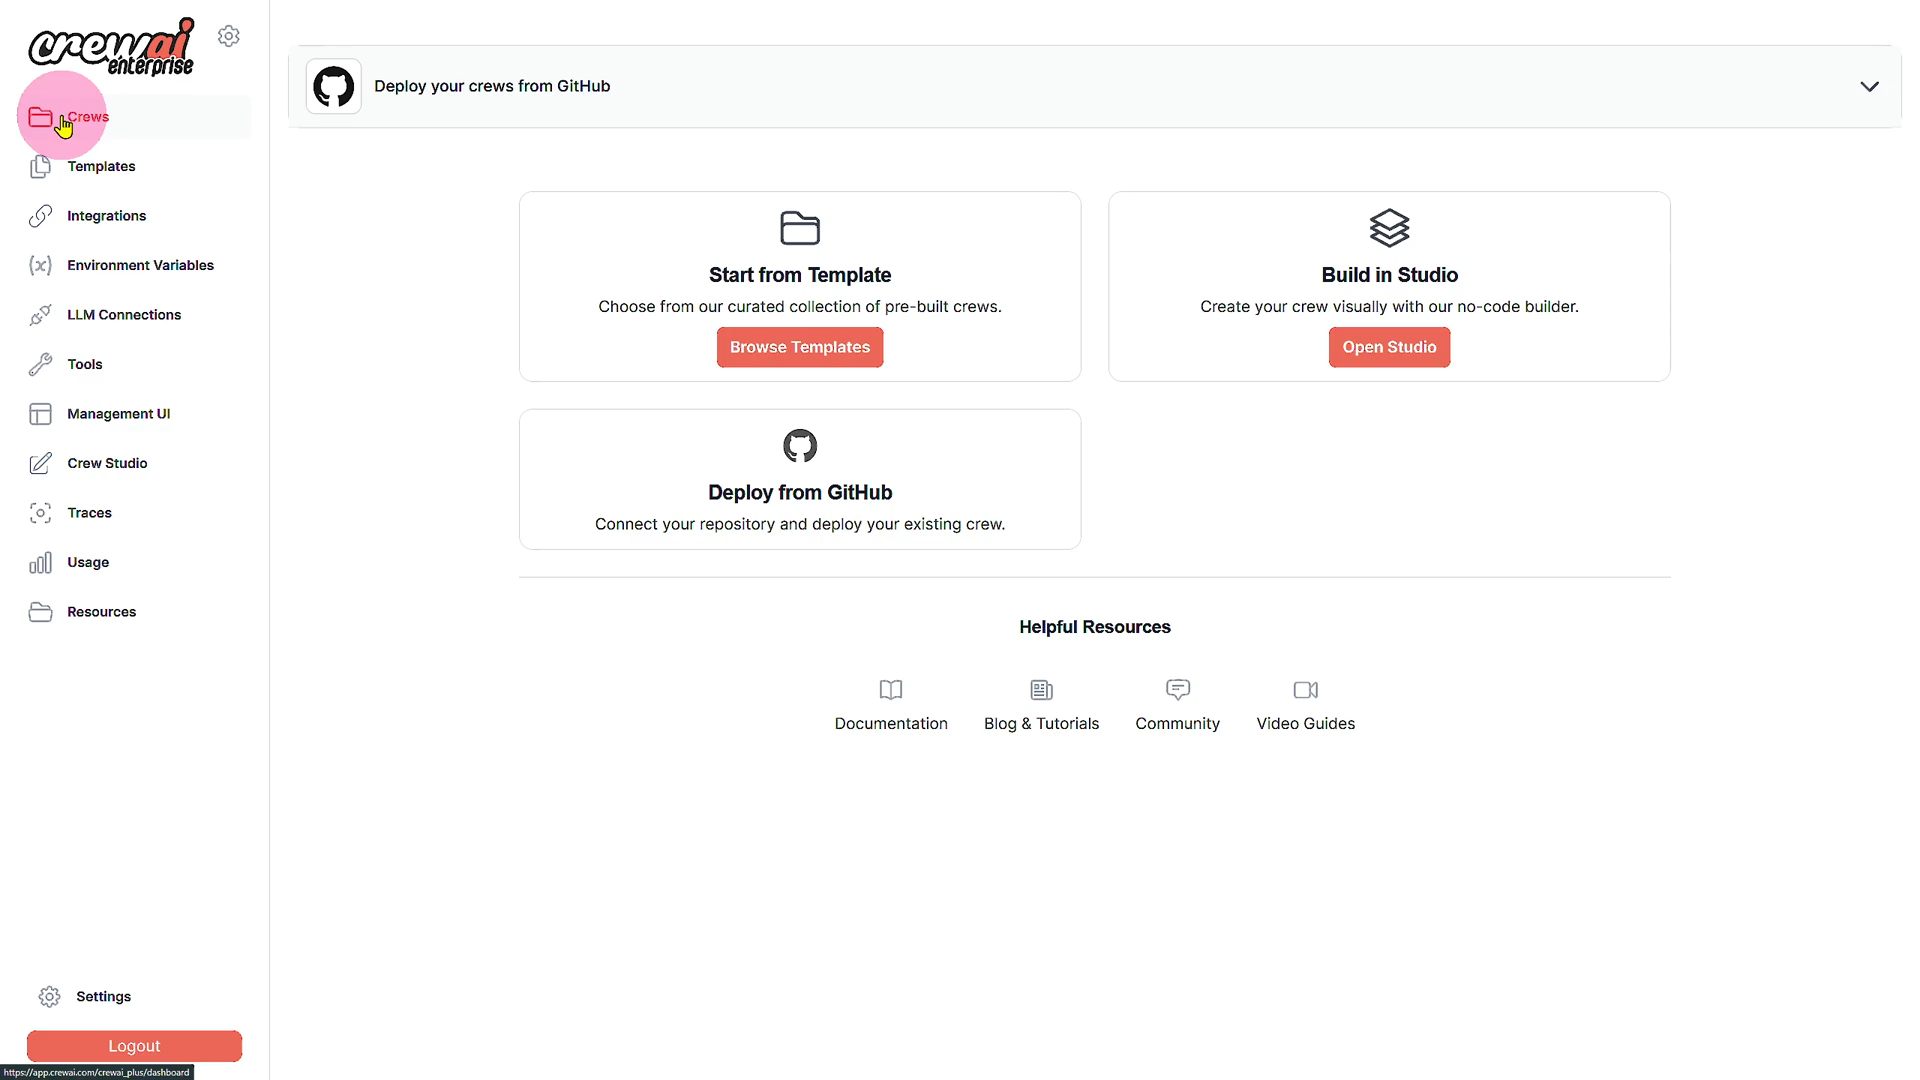 crewai
enterprise
Crews
Templates
Integrations
Environment Variables
LLM Connections
Tools
Management UI
Crew Studio
Traces
Usage
Resources
Settings
Logout
https://app.crewai.com/crewai_plus/dashboard
Deploy your crews from GitHub
Start from Template
Choose from our curated collection of pre-built crews.
Browse Templates
Build in Studio
Create your crew visually with our no-code builder.
Open Studio
Deploy from GitHub
Connect your repository and deploy your existing crew.
Helpful Resources
Documentation
Blog & Tutorials
Community
Video Guides